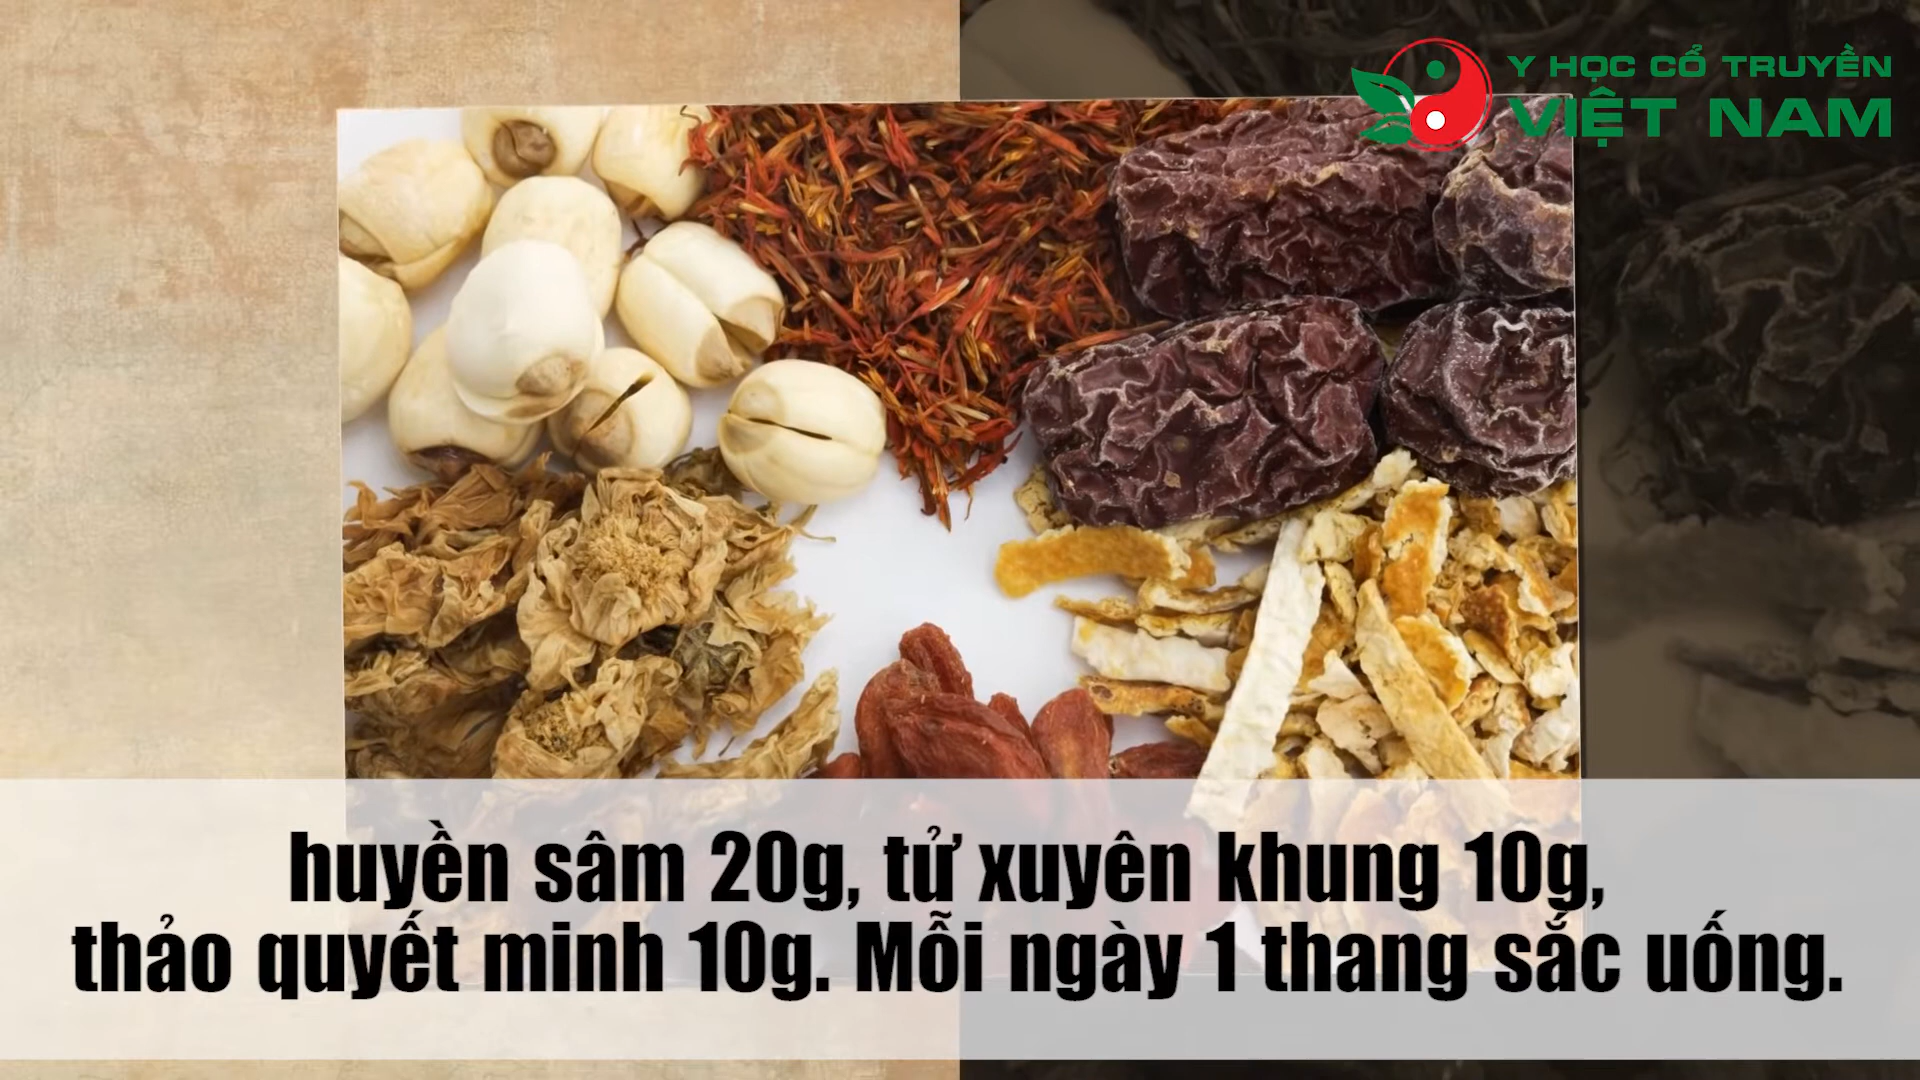 Y HỌC CỔ TRUYỀN
VIỆT NAM
huyền sâm 20g, tử xuyên khung 10g,
thảo quyết minh 10g. Mỗi ngày 1 thang sắc uống.